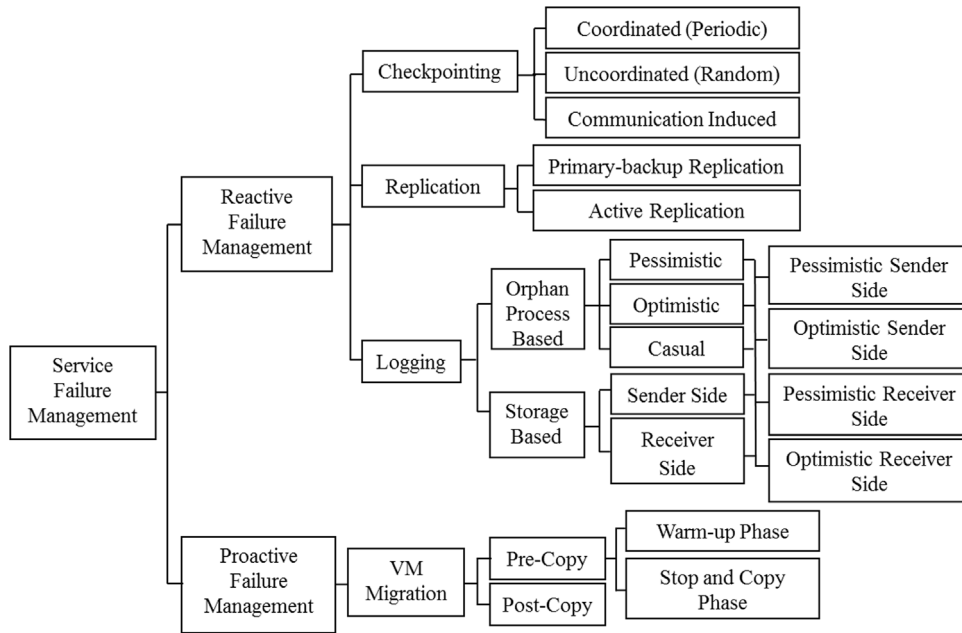 Service
Failure
Management
Reactive
Failure
Management
Checkpointing
Coordinated (Periodic)
Uncoordinated (Random)
Communication Induced
Replication
Primary-backup Replication
Active Replication
Logging
Orphan
Process
Based
Pessimistic
Optimistic
Casual
Storage
Based
Sender Side
Receiver
Side
Pessimistic Sender
Side
Optimistic Sender
Side
Pessimistic Receiver
Side
Optimistic Receiver
Side
Proactive
Failure
Management
VM
Migration
Pre-Copy
Post-Copy
Warm-up Phase
Stop and Copy
Phase